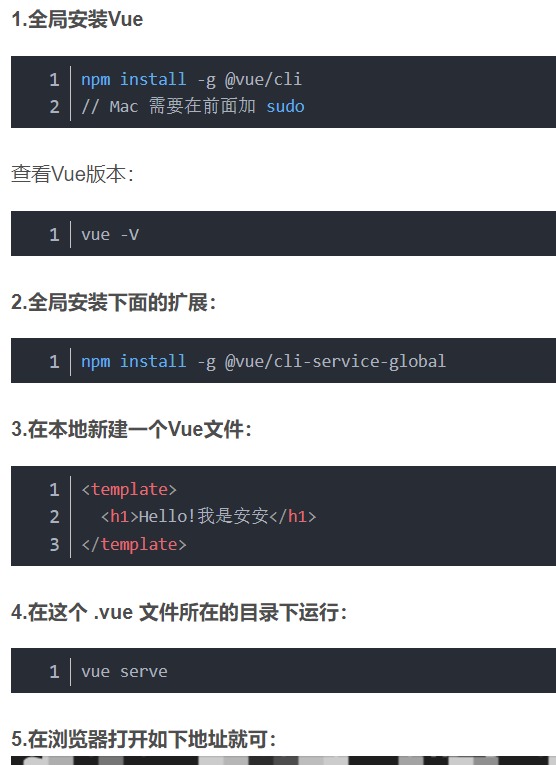 1.全局安装Vue
1 npm install -g @vue/cli
2 // Mac 需要在前面加 sudo
查看Vue版本：
1 vue -V
2.全局安装下面的扩展：
1 npm install -g @vue/cli-service-global
3.在本地新建一个Vue文件：
1 <template>
2   <h1>Hello!我是安安</h1>
3 </template>
4.在这个 .vue 文件所在的目录下运行：
1 vue serve
5.在浏览器打开如下地址就可：